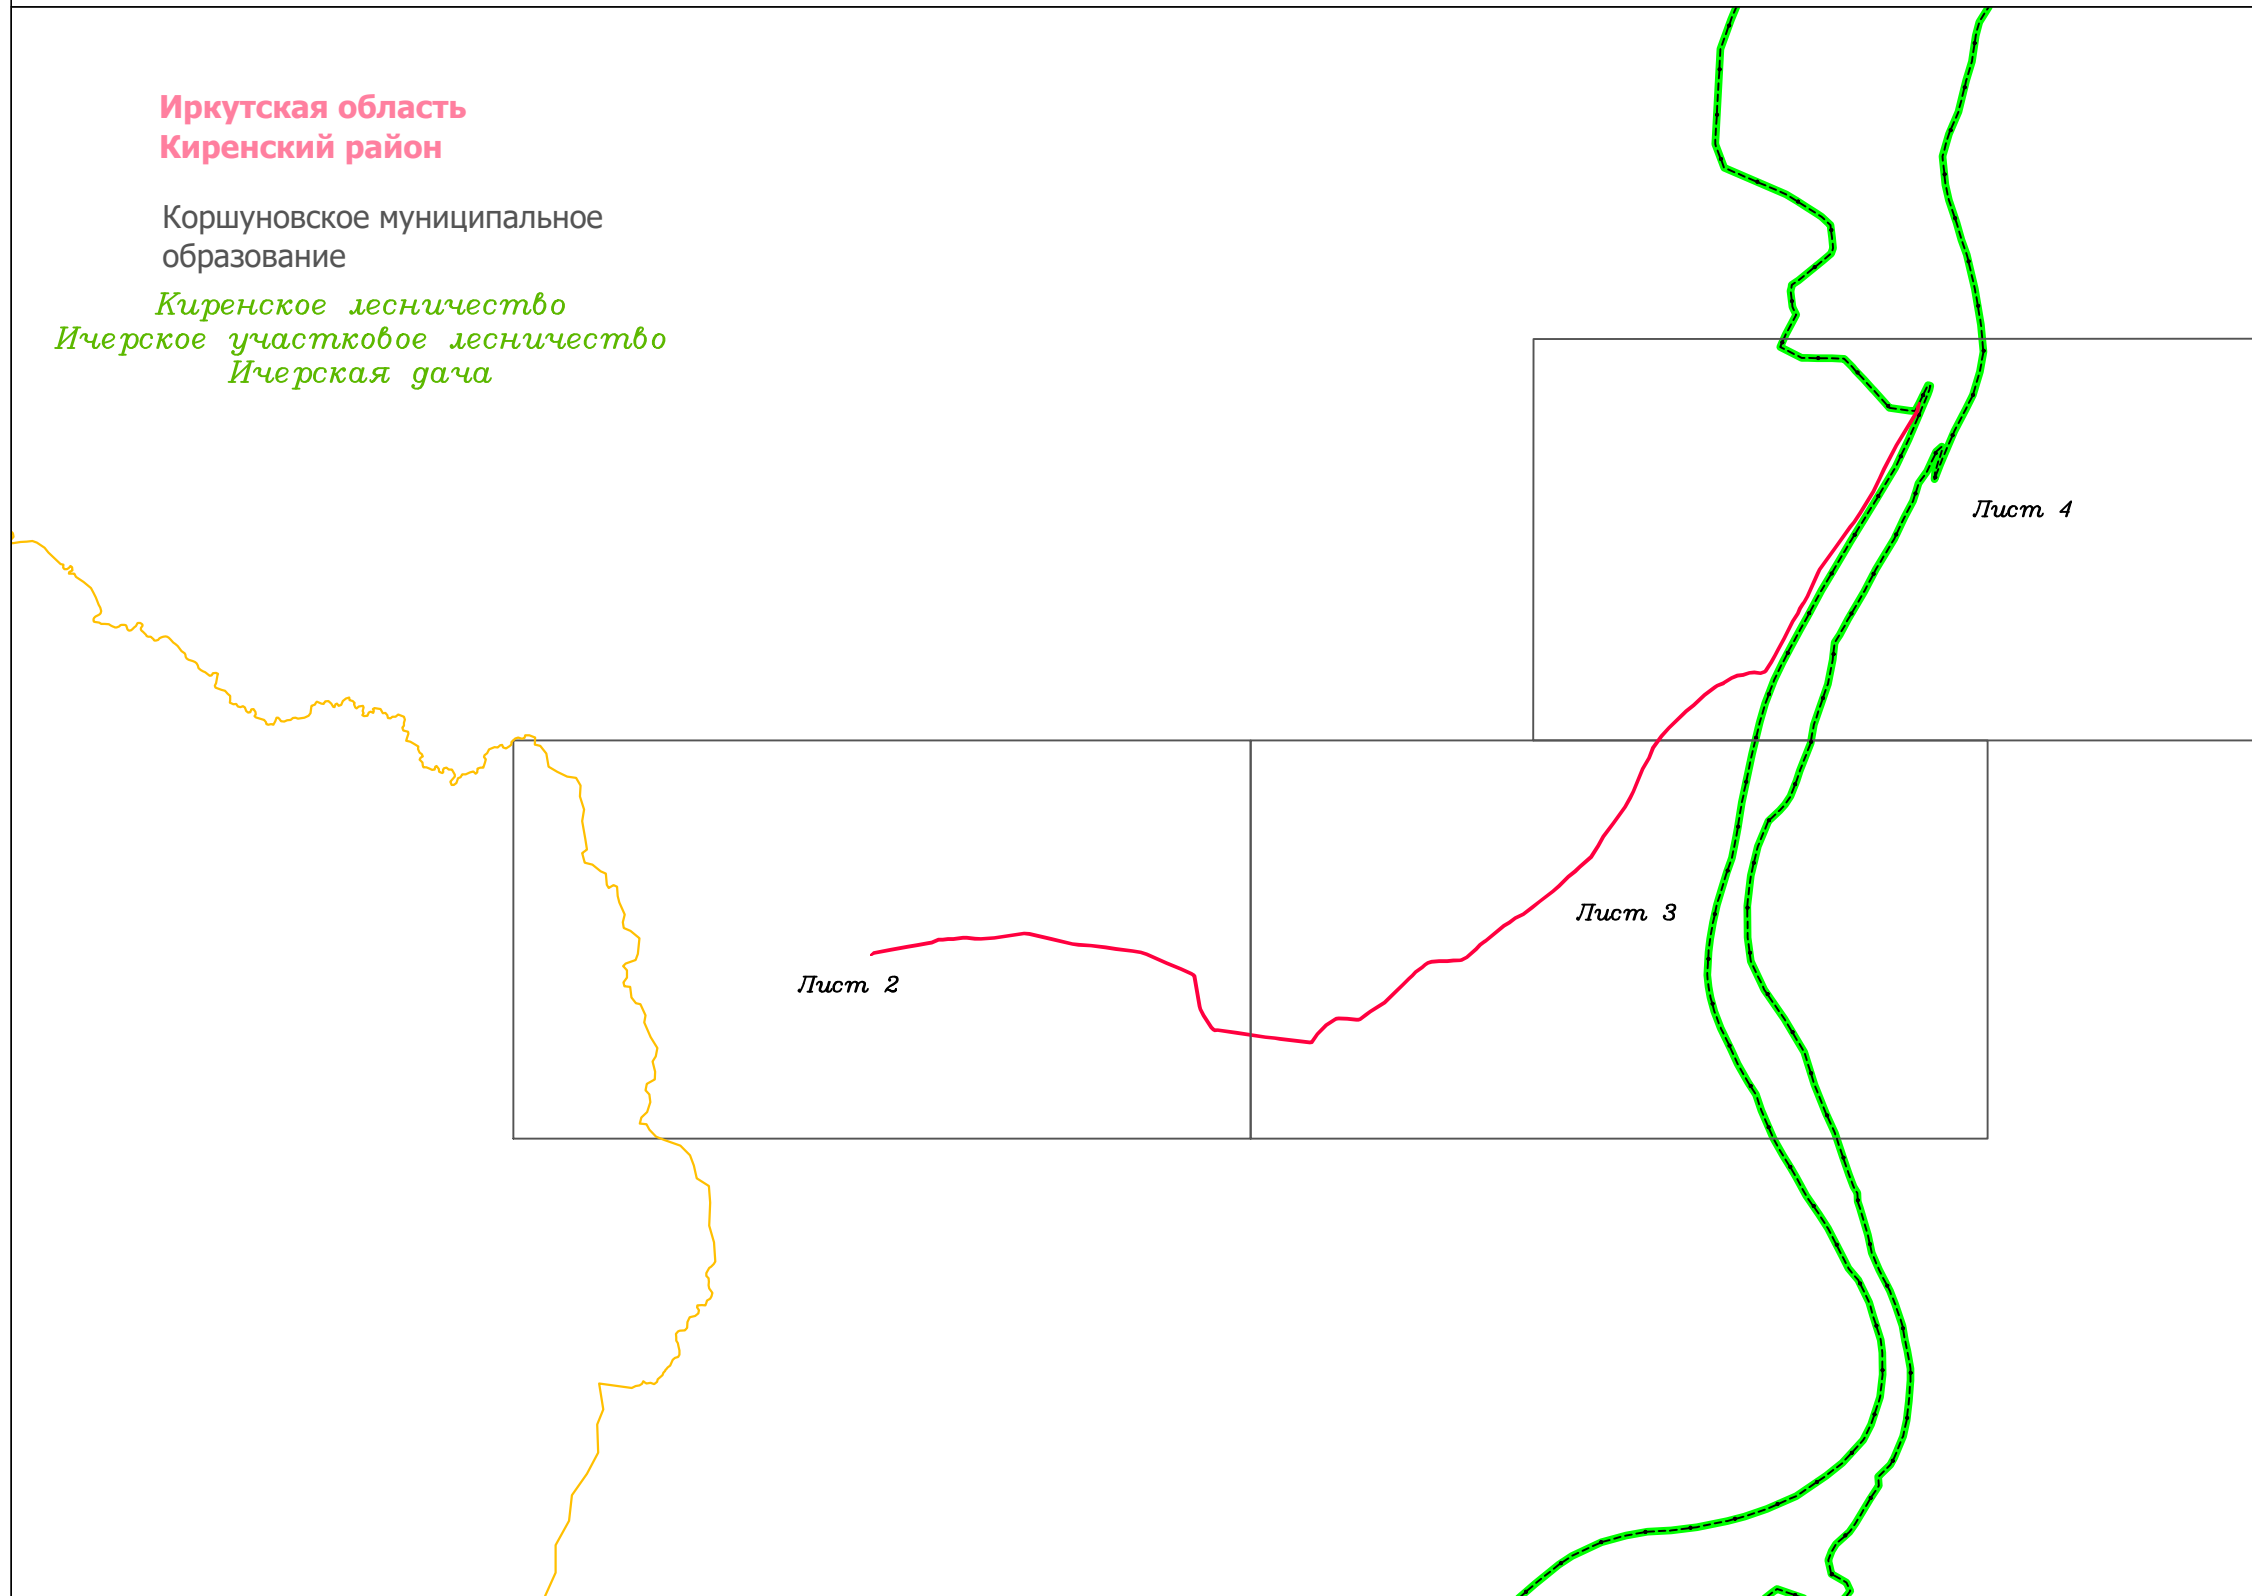 Иркутская область
Киренский район
Коршуновское муниципальное
образование
Киренское лесничество
Ичерское участковое лесничество
Ичерская дача
Лист 4
Лист 3
Лист 2